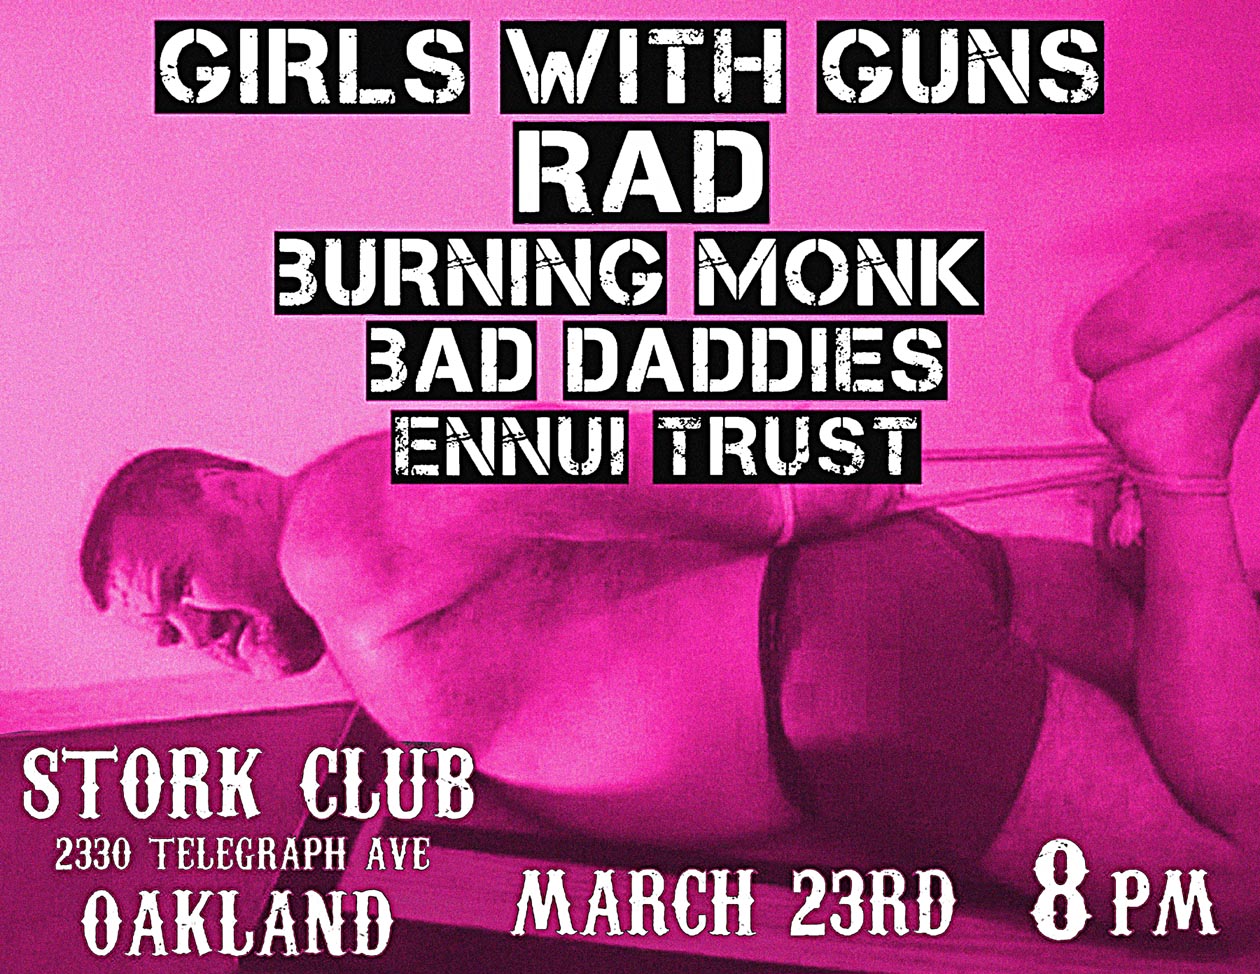 GIRLS WITH GUNS
RAD
BURNING MONK
BAD DADDIES
ENNUI TRUST
STORK CLUB
2330 TELEGRAPH AVE
OAKLAND
MARCH 23RD
8 PM